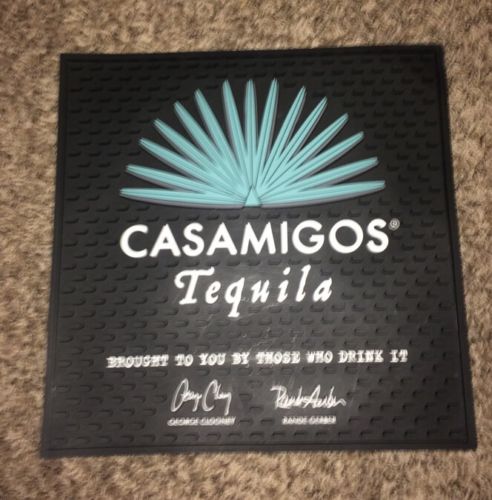 CASAMIGOS®
Tequila
BROUGHT TO YOU BY THOSE WHO DRINK IT
GEORGE CLOONEY RANDE GERBER